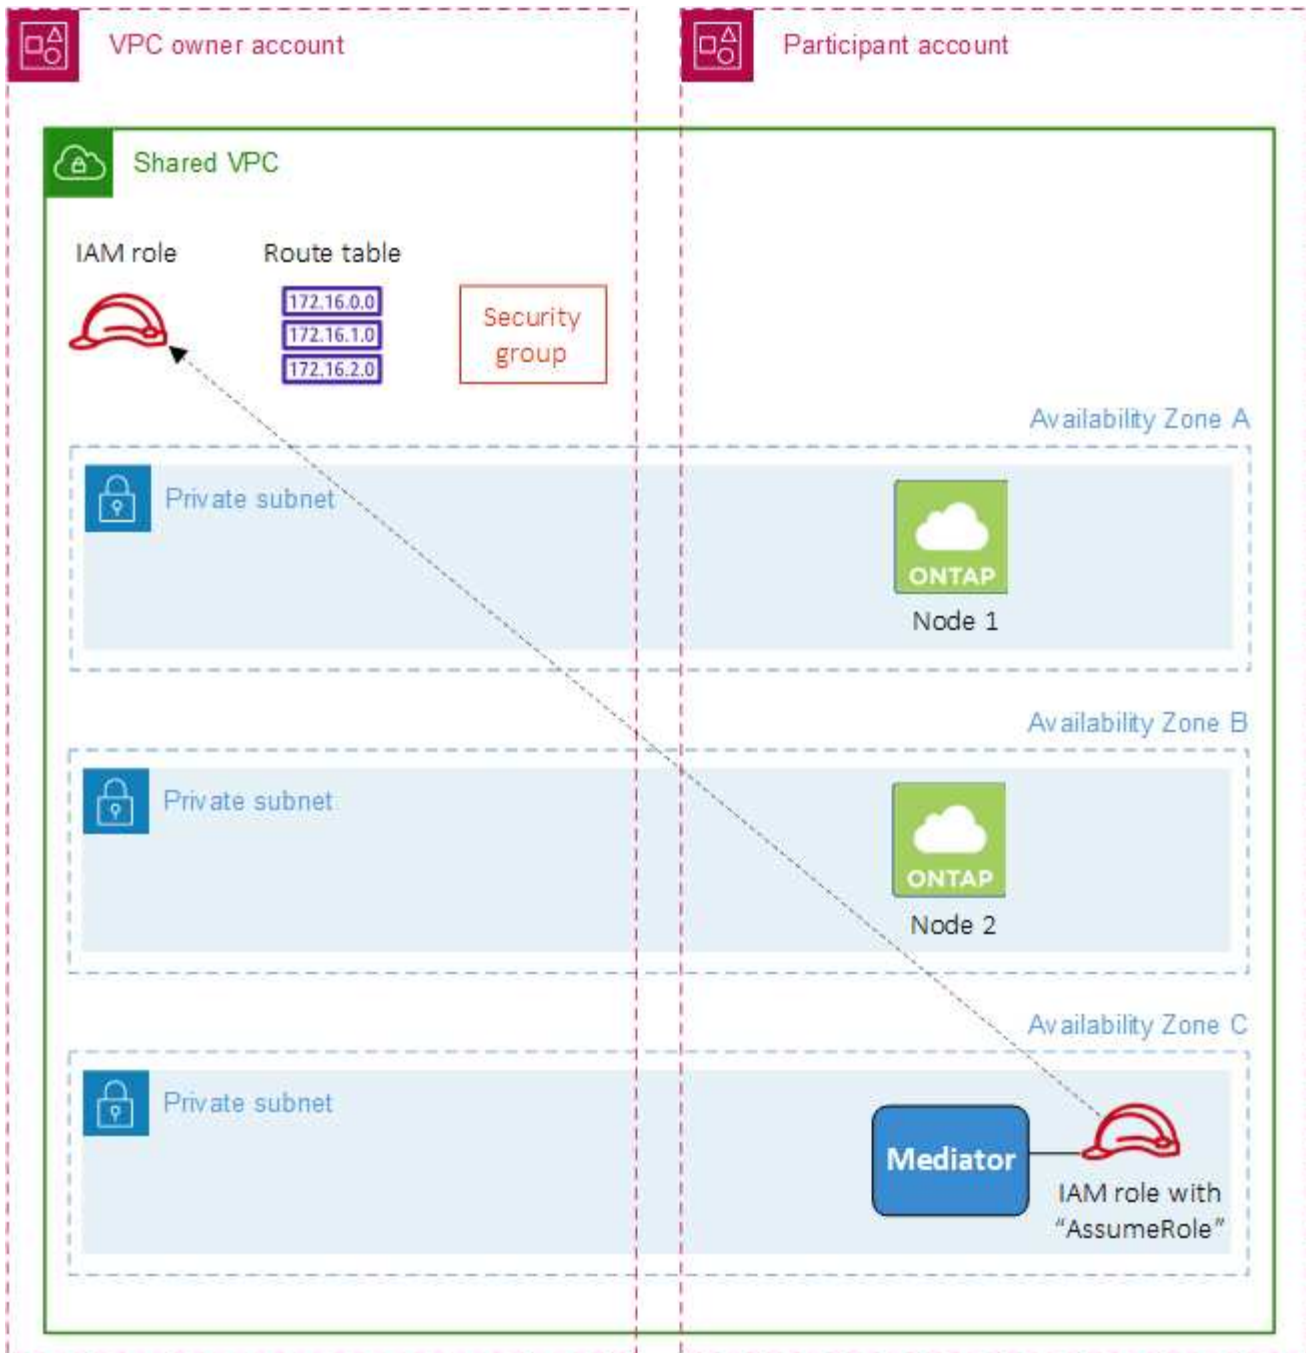 VPC owner account
Participant account
Shared VPC
IAM role
Route table
172.16.0.0
172.16.1.0
172.16.2.0
Security
group
Availability Zone A
Private subnet
ONTAP
Node 1
Availability Zone B
Private subnet
ONTAP
Node 2
Availability Zone C
Private subnet
Mediator
IAM role with
“AssumeRole”